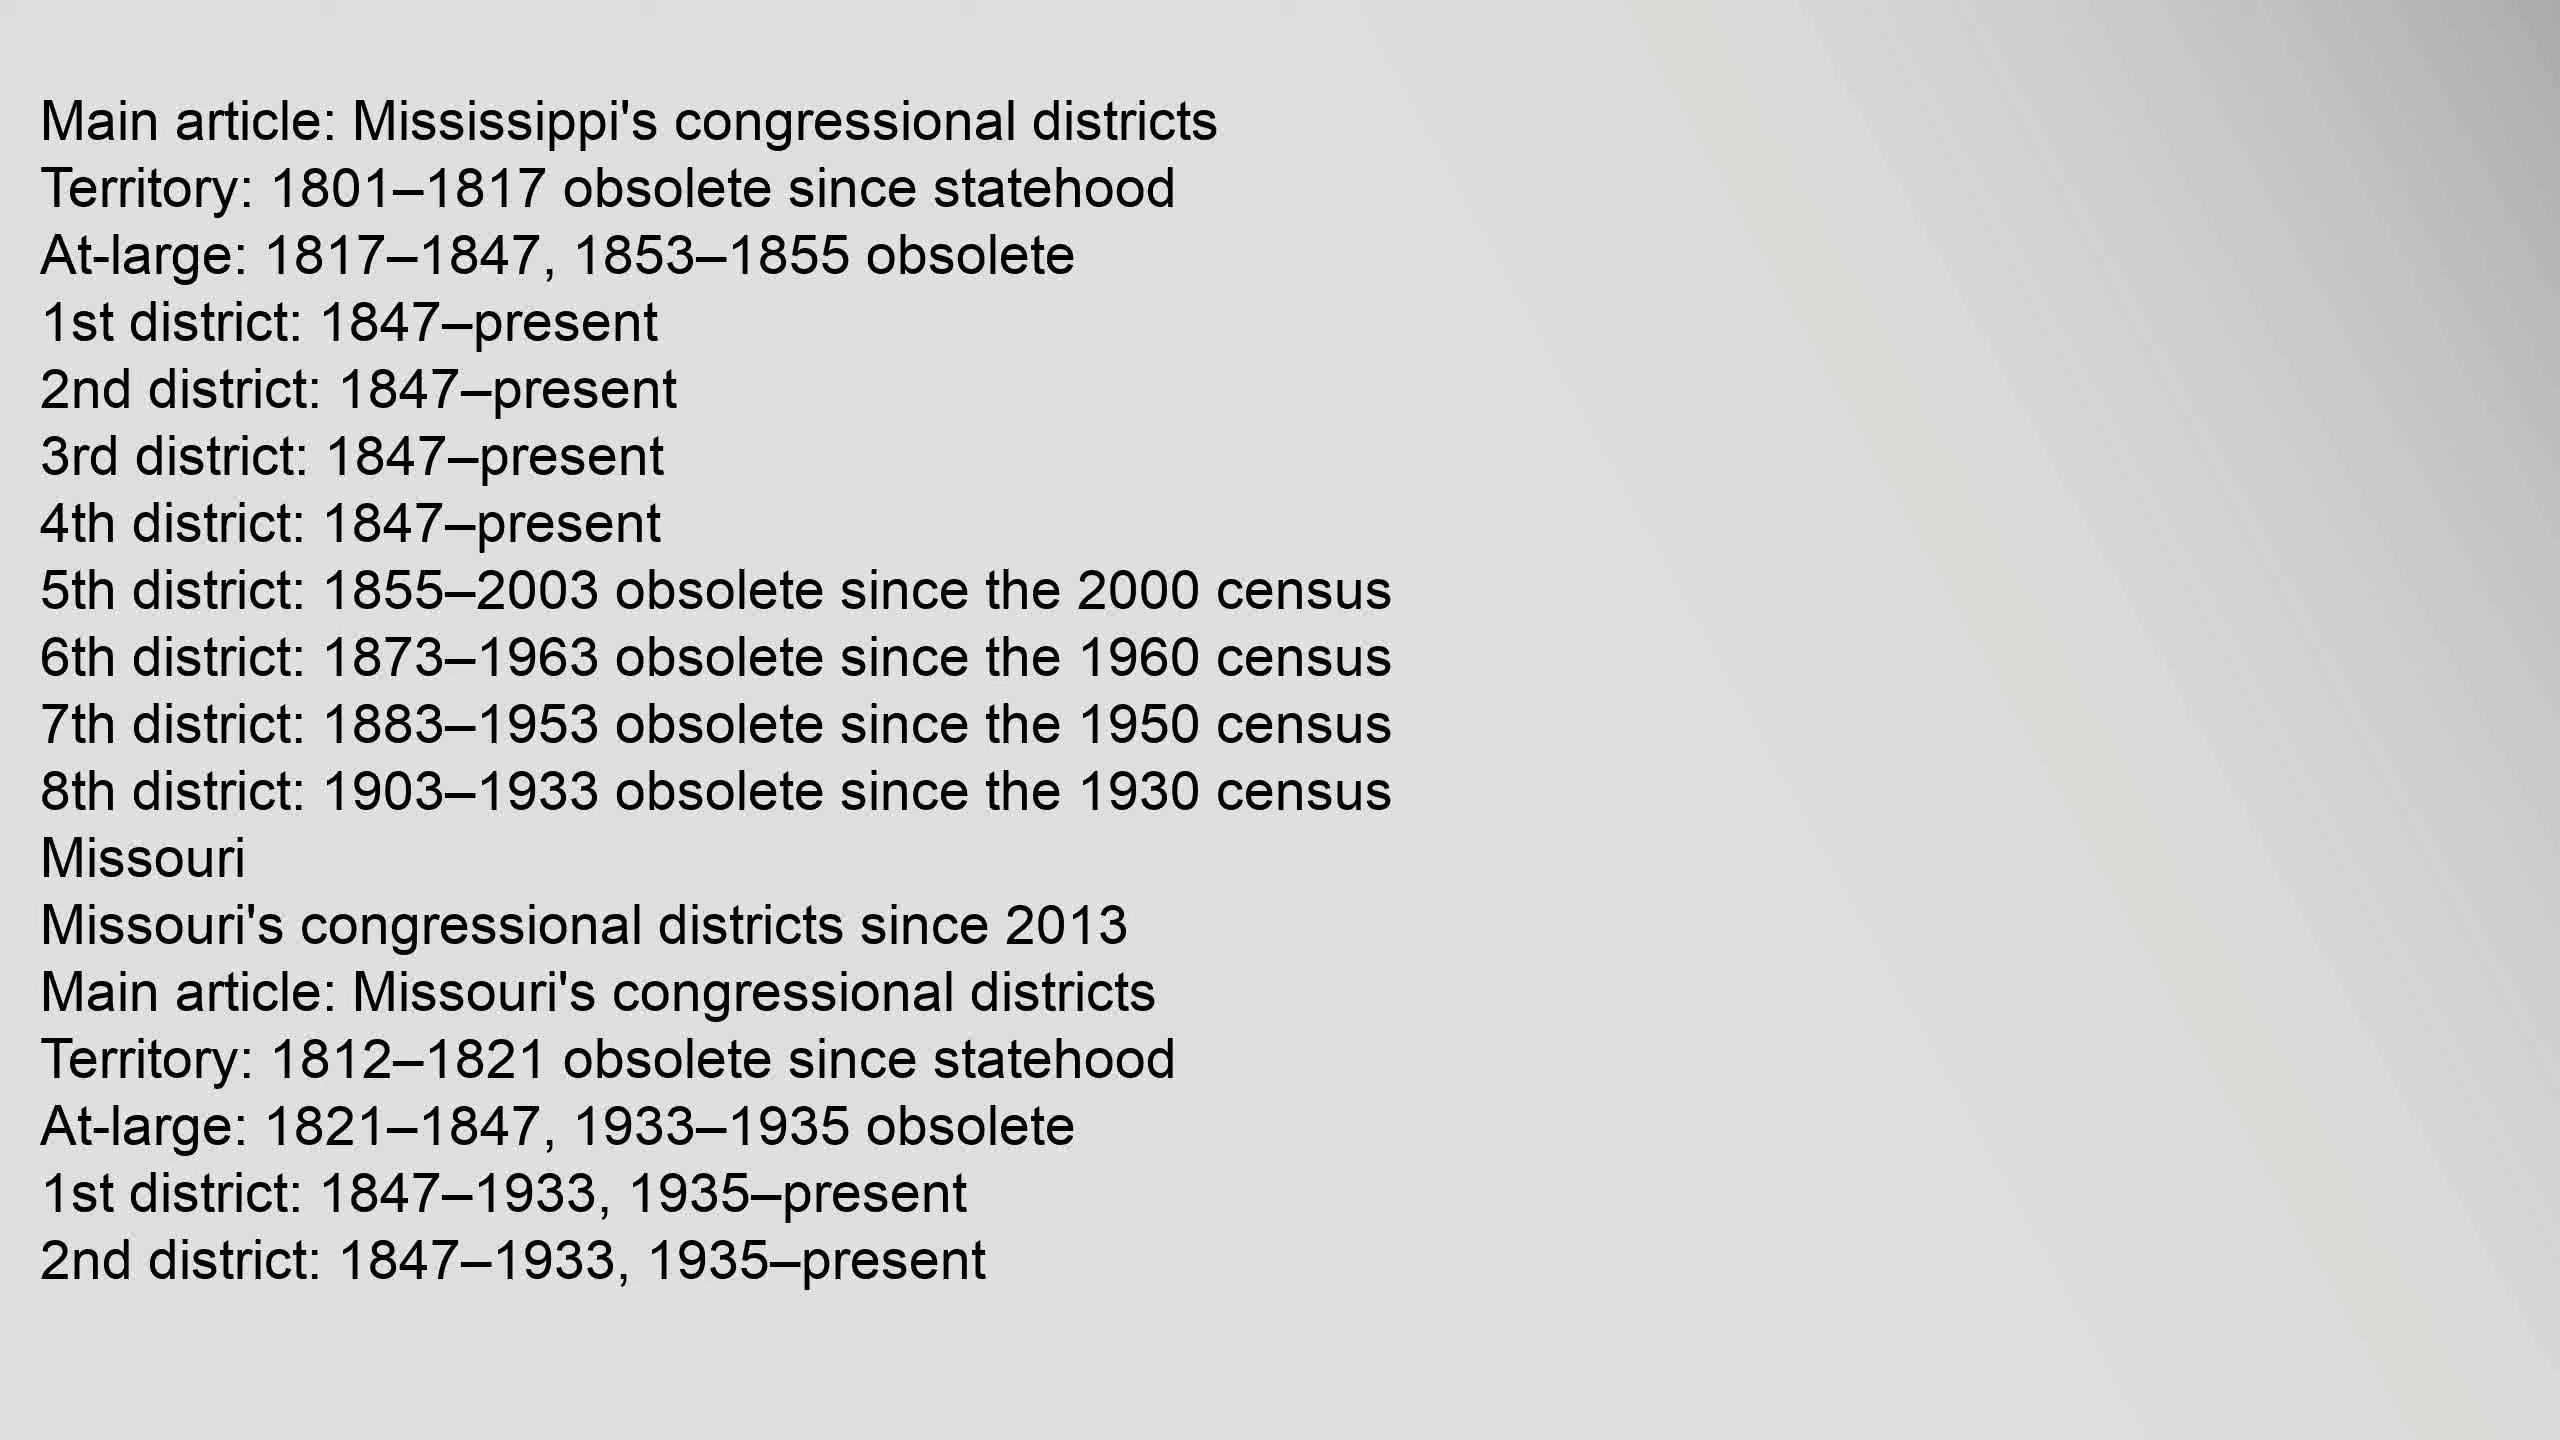 Main article: Mississippi's congressional districts
Territory: 1801–1817 obsolete since statehood
At-large: 1817–1847, 1853–1855 obsolete
1st district: 1847–present
2nd district: 1847–present
3rd district: 1847–present
4th district: 1847–present
5th district: 1855–2003 obsolete since the 2000 census
6th district: 1873–1963 obsolete since the 1960 census
7th district: 1883–1953 obsolete since the 1950 census
8th district: 1903–1933 obsolete since the 1930 census
Missouri
Missouri's congressional districts since 2013
Main article: Missouri's congressional districts
Territory: 1812–1821 obsolete since statehood
At-large: 1821–1847, 1933–1935 obsolete
1st district: 1847–1933, 1935–present
2nd district: 1847–1933, 1935–present